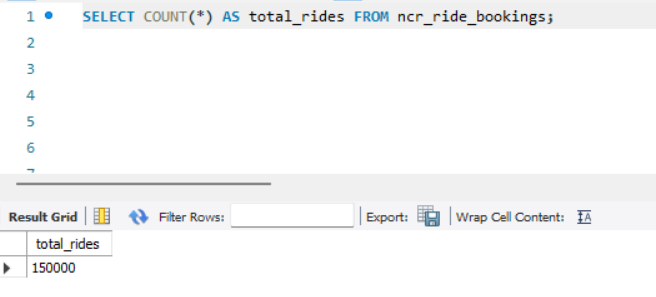 1 SELECT COUNT(*) AS total_rides FROM ncr_ride_bookings;
2
3
4
5
6
Result Grid Filter Rows: Export: Wrap Cell Content: IA
total_rides
150000